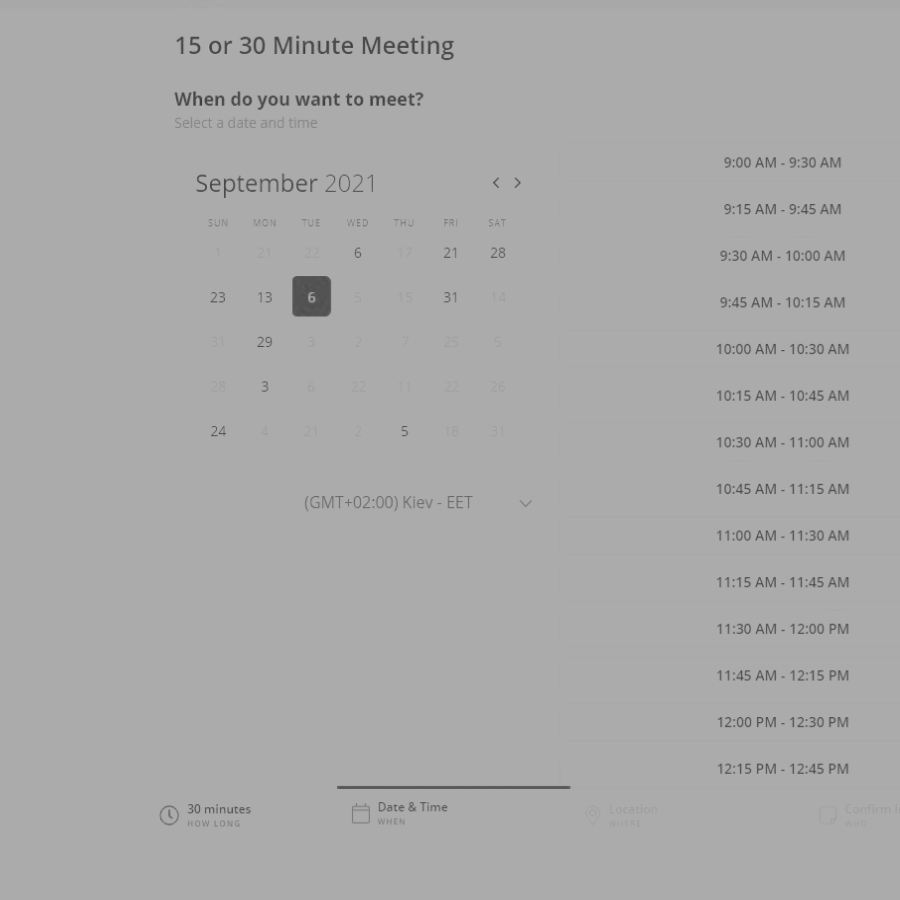 15 or 30 Minute Meeting
When do you want to meet?
Select a date and time
September 2021
SUN MON TUE WED THU FRI SAT
1 21 22 6 17 21 28
23 13 6 5 15 31 14
31 29 3 2 7 25 5
28 3 6 22 11 22 26
24 4 21 2 5 18 31
(GMT+02:00) Kiev - EET
9:00 AM - 9:30 AM
9:15 AM - 9:45 AM
9:30 AM - 10:00 AM
9:45 AM - 10:15 AM
10:00 AM - 10:30 AM
10:15 AM - 10:45 AM
10:30 AM - 11:00 AM
10:45 AM - 11:15 AM
11:00 AM - 11:30 AM
11:15 AM - 11:45 AM
11:30 AM - 12:00 PM
11:45 AM - 12:15 PM
12:00 PM - 12:30 PM
12:15 PM - 12:45 PM
30 minutes
HOW LONG
Date & Time
WHEN
Location
WHERE
Confirm
WHO